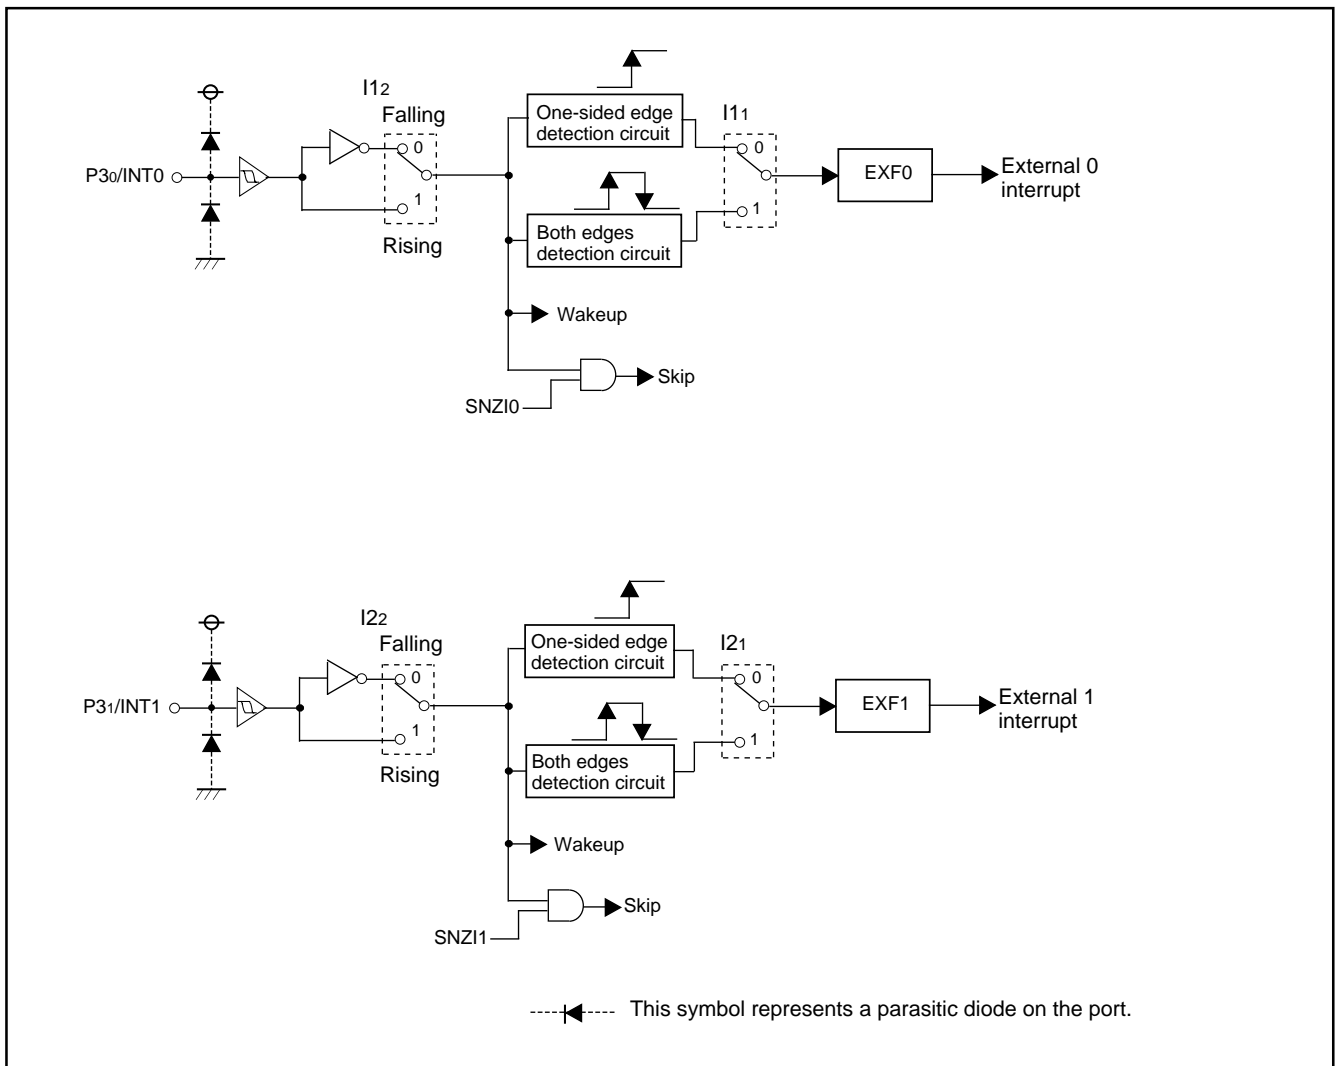 I12
Falling
0
1
Rising
P30/INT0
One-sided edge
detection circuit
Both edges
detection circuit
I11
0
1
EXF0
External 0
interrupt
Wakeup
Skip
SNZI0
I22
Falling
0
1
Rising
P31/INT1
One-sided edge
detection circuit
Both edges
detection circuit
I21
0
1
EXF1
External 1
interrupt
Wakeup
Skip
SNZI1
This symbol represents a parasitic diode on the port.